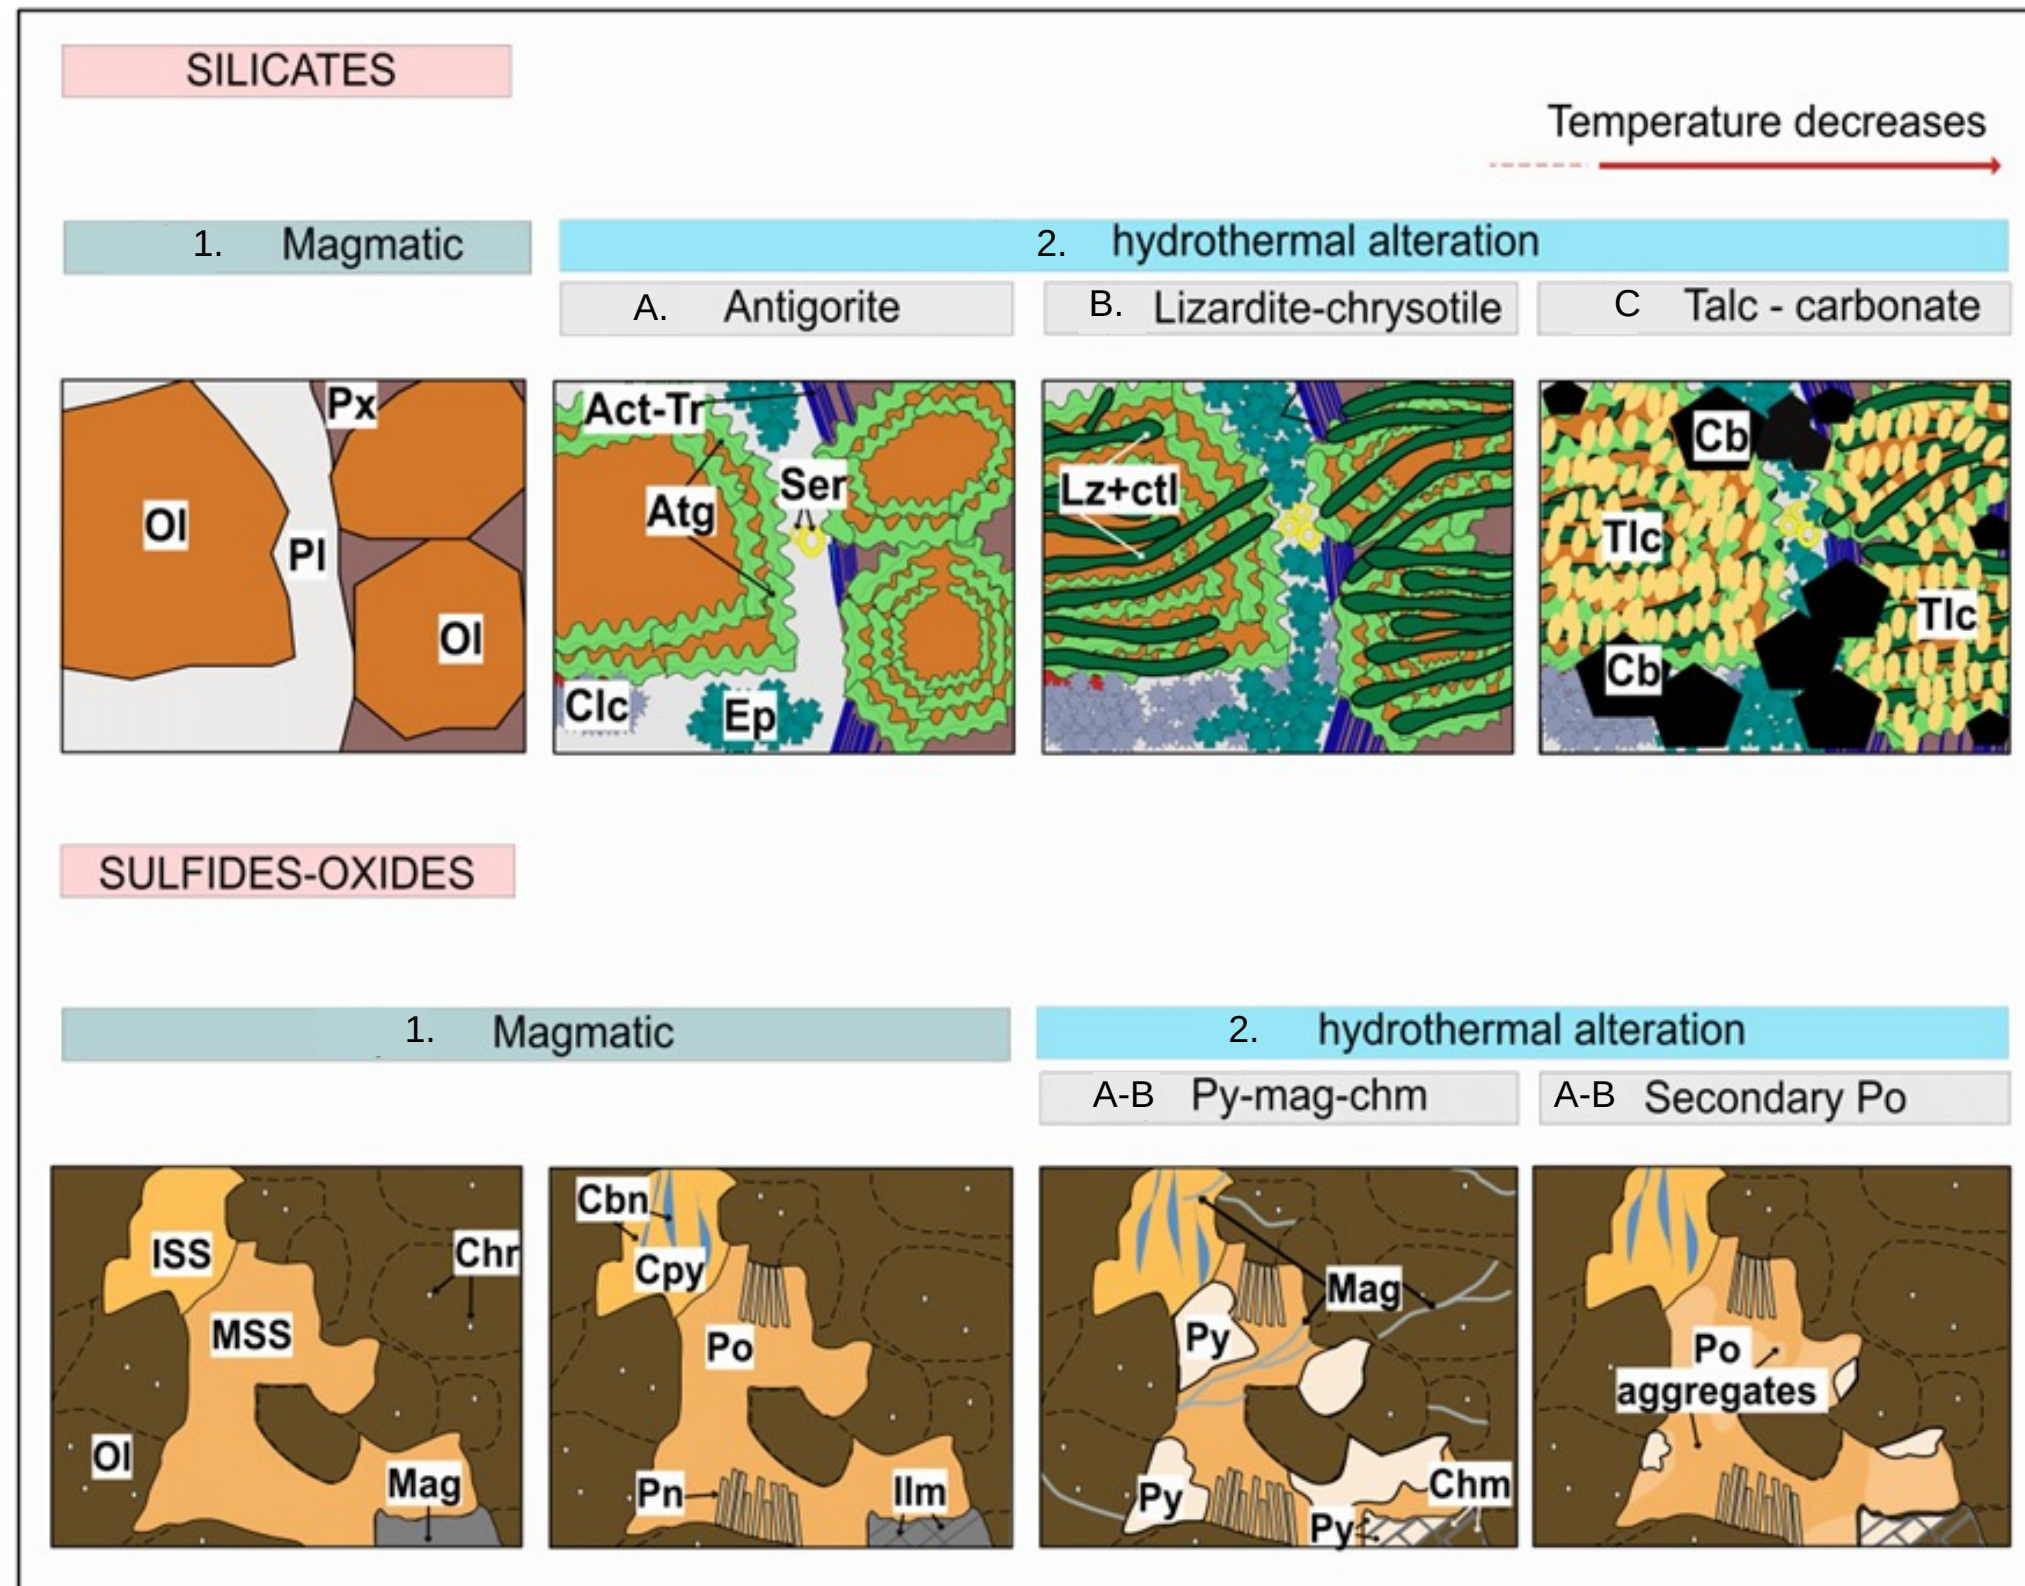 SILICATES
Temperature decreases
1. Magmatic
2. hydrothermal alteration
A. Antigorite
B. Lizardite-chrysotile
C Talc - carbonate
Ol
Pl
Px
Ol
Act-Tr
Atg
Ser
Clc
Ep
Lz+ctl
Cb
Tlc
Tlc
Cb
SULFIDES-OXIDES
1. Magmatic
2. hydrothermal alteration
A-B Py-mag-chm
A-B Secondary Po
ISS
MSS
Chr
Ol
Mag
Cbn
Cpy
Po
Pn
Ilm
Mag
Py
Py
Py
Chm
Po
aggregates